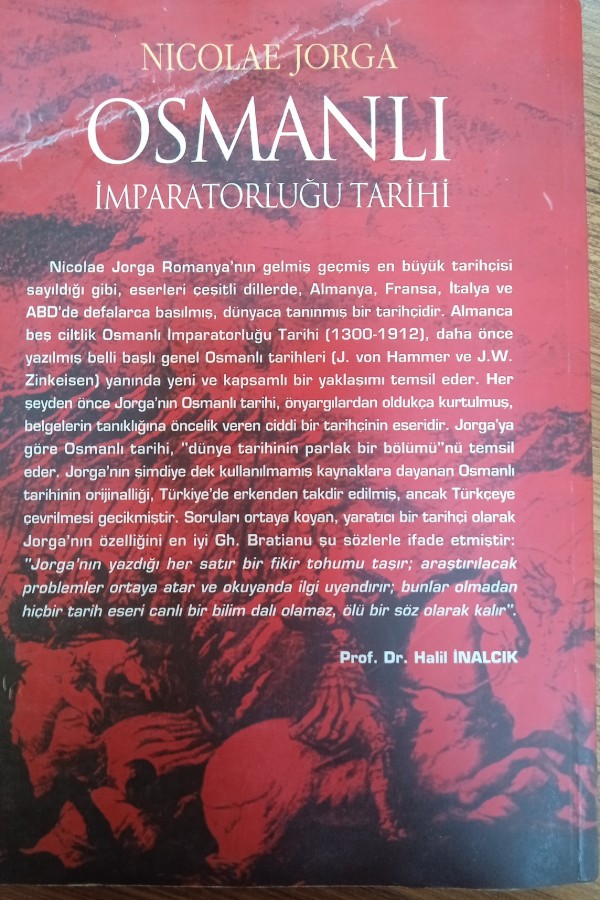 NICOLAE JORGA
OSMANLI
İMPARATORLUĞU TARİHİ
Nicolae Jorga Romanya'nın gelmiş geçmiş en büyük tarihçisi
sayıldığı gibi, eserleri çeşitli dillerde, Almanya, Fransa, İtalya ve
ABD'de defalarca basılmış, dünyaca tanınmış bir tarihçidir. Almanca
beş ciltlik Osmanlı İmparatorluğu Tarihi (1300-1912), daha önce
yazılmış belli başlı genel Osmanlı tarihleri (J. von Hammer ve J.W.
Zinkeisen) yanında yeni ve kapsamlı bir yaklaşımı temsil eder. Her
şeyden önce Jorga'nın Osmanlı tarihi, önyargılardan oldukça kurtulmuş,
belgelerin tanıklığına öncelik veren ciddi bir tarihçinin eseridir. Jorga'ya
göre Osmanlı tarihi, "dünya tarihinin parlak bir bölümü"nü temsil
eder. Jorga'nın şimdiye dek kullanılmamış kaynaklara dayanan Osmanlı
tarihinin orijinalliği, Türkiye'de erkenden takdir edilmiş, ancak Türkçeye
çevrilmesi gecikmiştir. Soruları ortaya koyan, yaratıcı bir tarihçi olarak
Jorga'nın özelliğini en iyi Gh. Bratianu şu sözlerle ifade etmiştir:
"Jorga'nın yazdığı her satır bir fikir tohumu taşır; araştırılacak
problemler ortaya atar ve okuyanda ilgi uyandırır; bunlar olmadan
hiçbir tarih eseri canlı bir bilim dalı olamaz, ölü bir söz olarak kalır".
Prof. Dr. Halil İNALCIK